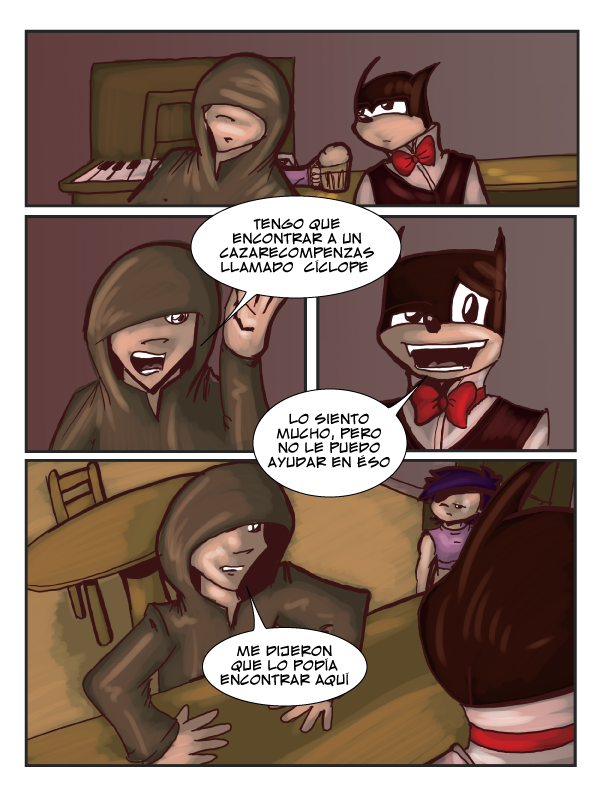 TENGO QUE
ENCONTRAR A UN
CAZARECOMPENZAS
LLAMADO CÍCLOPE
LO SIENTO
MUCHO, PERO
NO LE PUEDO
AYUDAR EN ÉSO
ME DIJERON
QUE LO PODÍA
ENCONTRAR AQUÍ